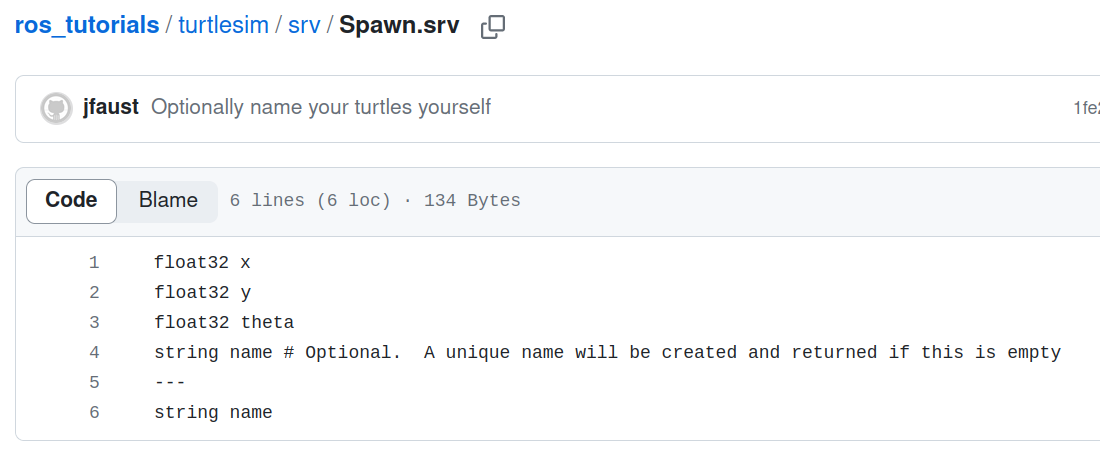 ros_tutorials / turtlesim / srv / Spawn.srv
jfaust Optionally name your turtles yourself
Code Blame 6 lines (6 loc) · 134 Bytes
1 float32 x
2 float32 y
3 float32 theta
4 string name # Optional.  A unique name will be created and returned if this is empty
5 ---
6 string name